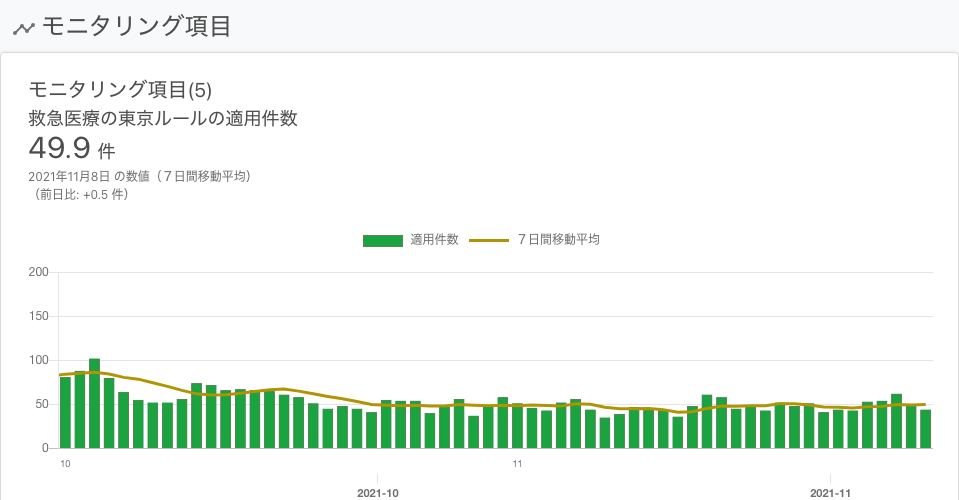 モニタリング項目
モニタリング項目(5)
救急医療の東京ルールの適用件数
49.9 件
2021年11月8日 の数値（７日間移動平均）
（前日比: +0.5 件）
適用件数 ７日間移動平均
200
150
100
50
0
10 11
2021-10 2021-11